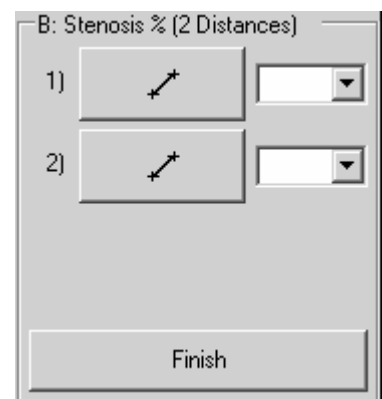 B: Stenosis % (2 Distances)
1)
2)
Finish